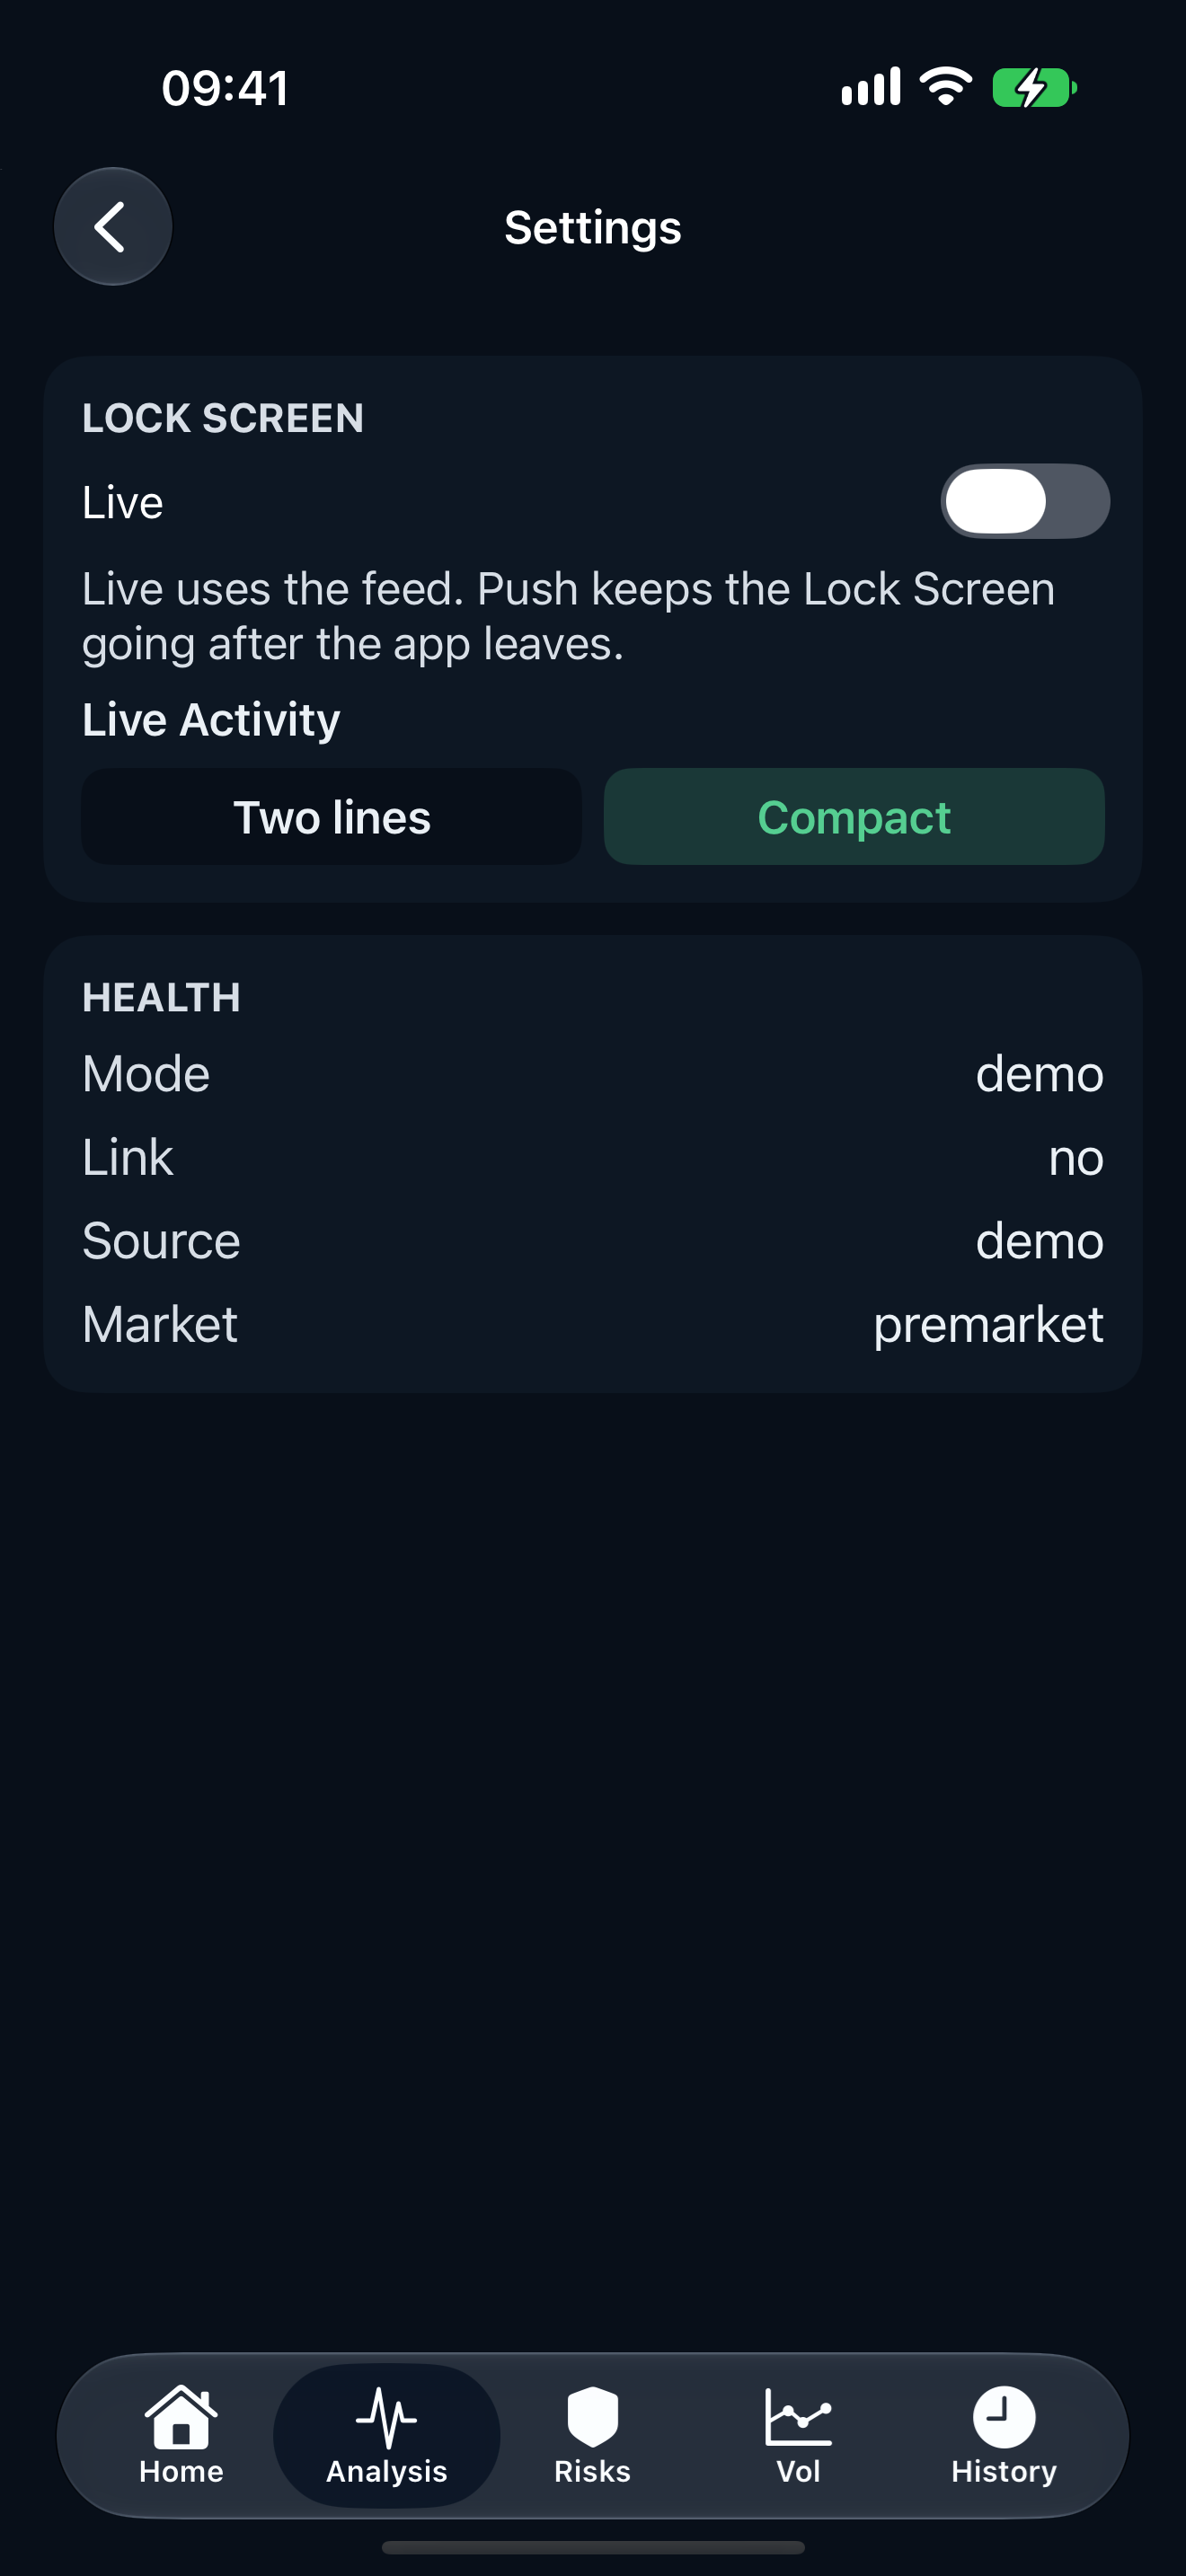 09:41
Settings
LOCK SCREEN
Live
Live uses the feed. Push keeps the Lock Screen
going after the app leaves.
Live Activity
Two lines
Compact
HEALTH
Mode demo
Link no
Source demo
Market premarket
Home Analysis Risks Vol History